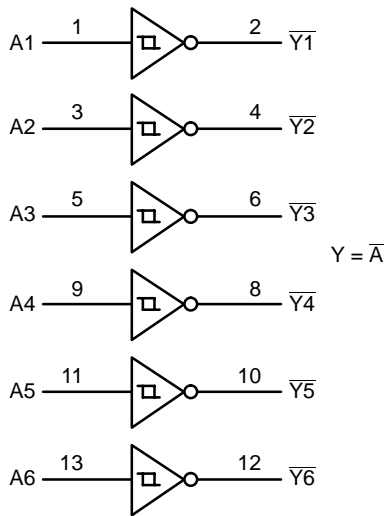 A1 1 2 Y1̅
A2 3 4 Y2̅
A3 5 6 Y3̅
Y = A̅
A4 9 8 Y4̅
A5 11 10 Y5̅
A6 13 12 Y6̅